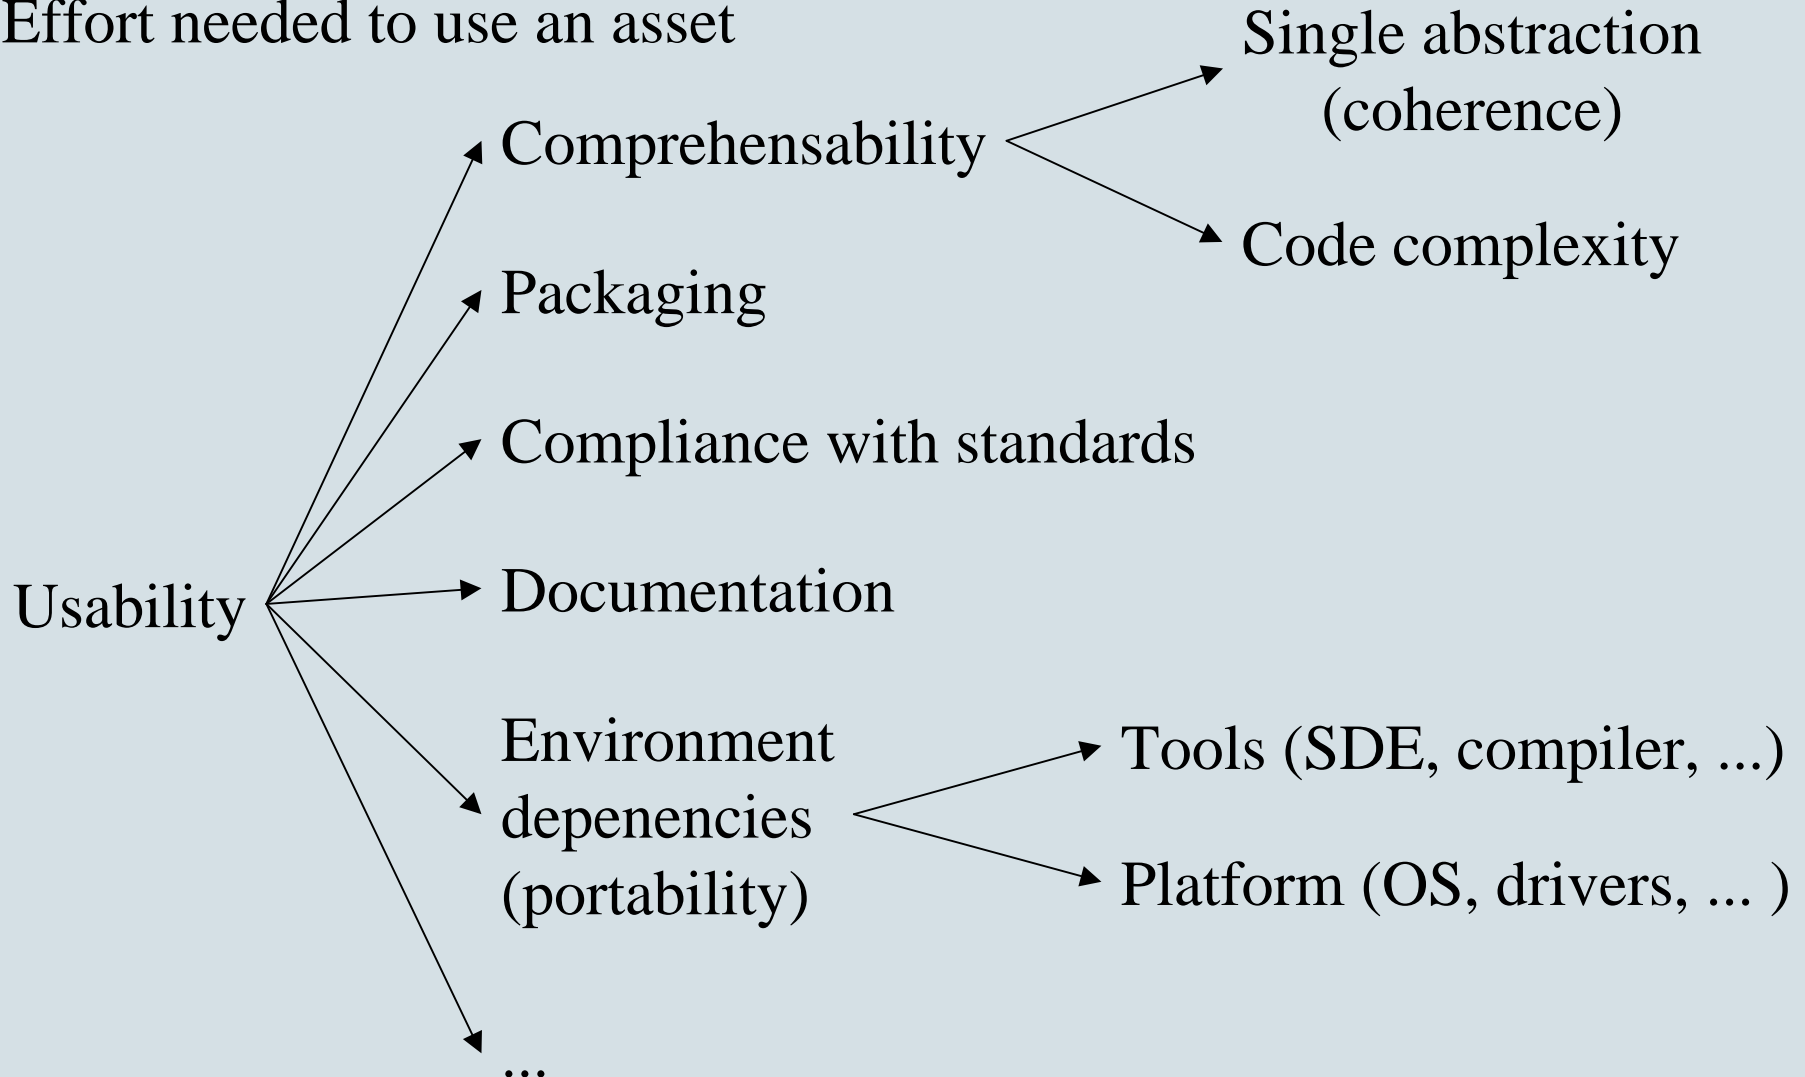 Effort needed to use an asset
Single abstraction
(coherence)
Comprehensability
Code complexity
Packaging
Compliance with standards
Documentation
Usability
Environment
depenencies
(portability)
Tools (SDE, compiler, ...)
Platform (OS, drivers, ... )
...